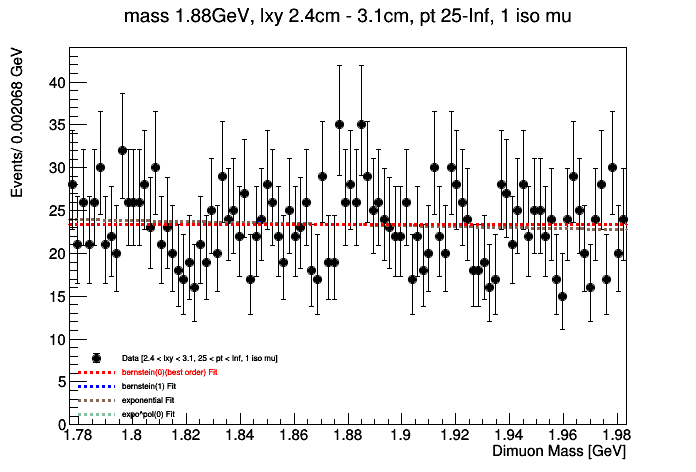 mass 1.88GeV, lxy 2.4cm - 3.1cm, pt 25-Inf, 1 iso mu
Events/ 0.002068 GeV
40
35
30
25
20
15
10
5
0
Data [2.4 < lxy < 3.1, 25 < pt < Inf, 1 iso mu]
bernstein(0)(best order) Fit
bernstein(1) Fit
exponential Fit
expo*pol(0) Fit
1.78 1.8 1.82 1.84 1.86 1.88 1.9 1.92 1.94 1.96 1.98
Dimuon Mass [GeV]